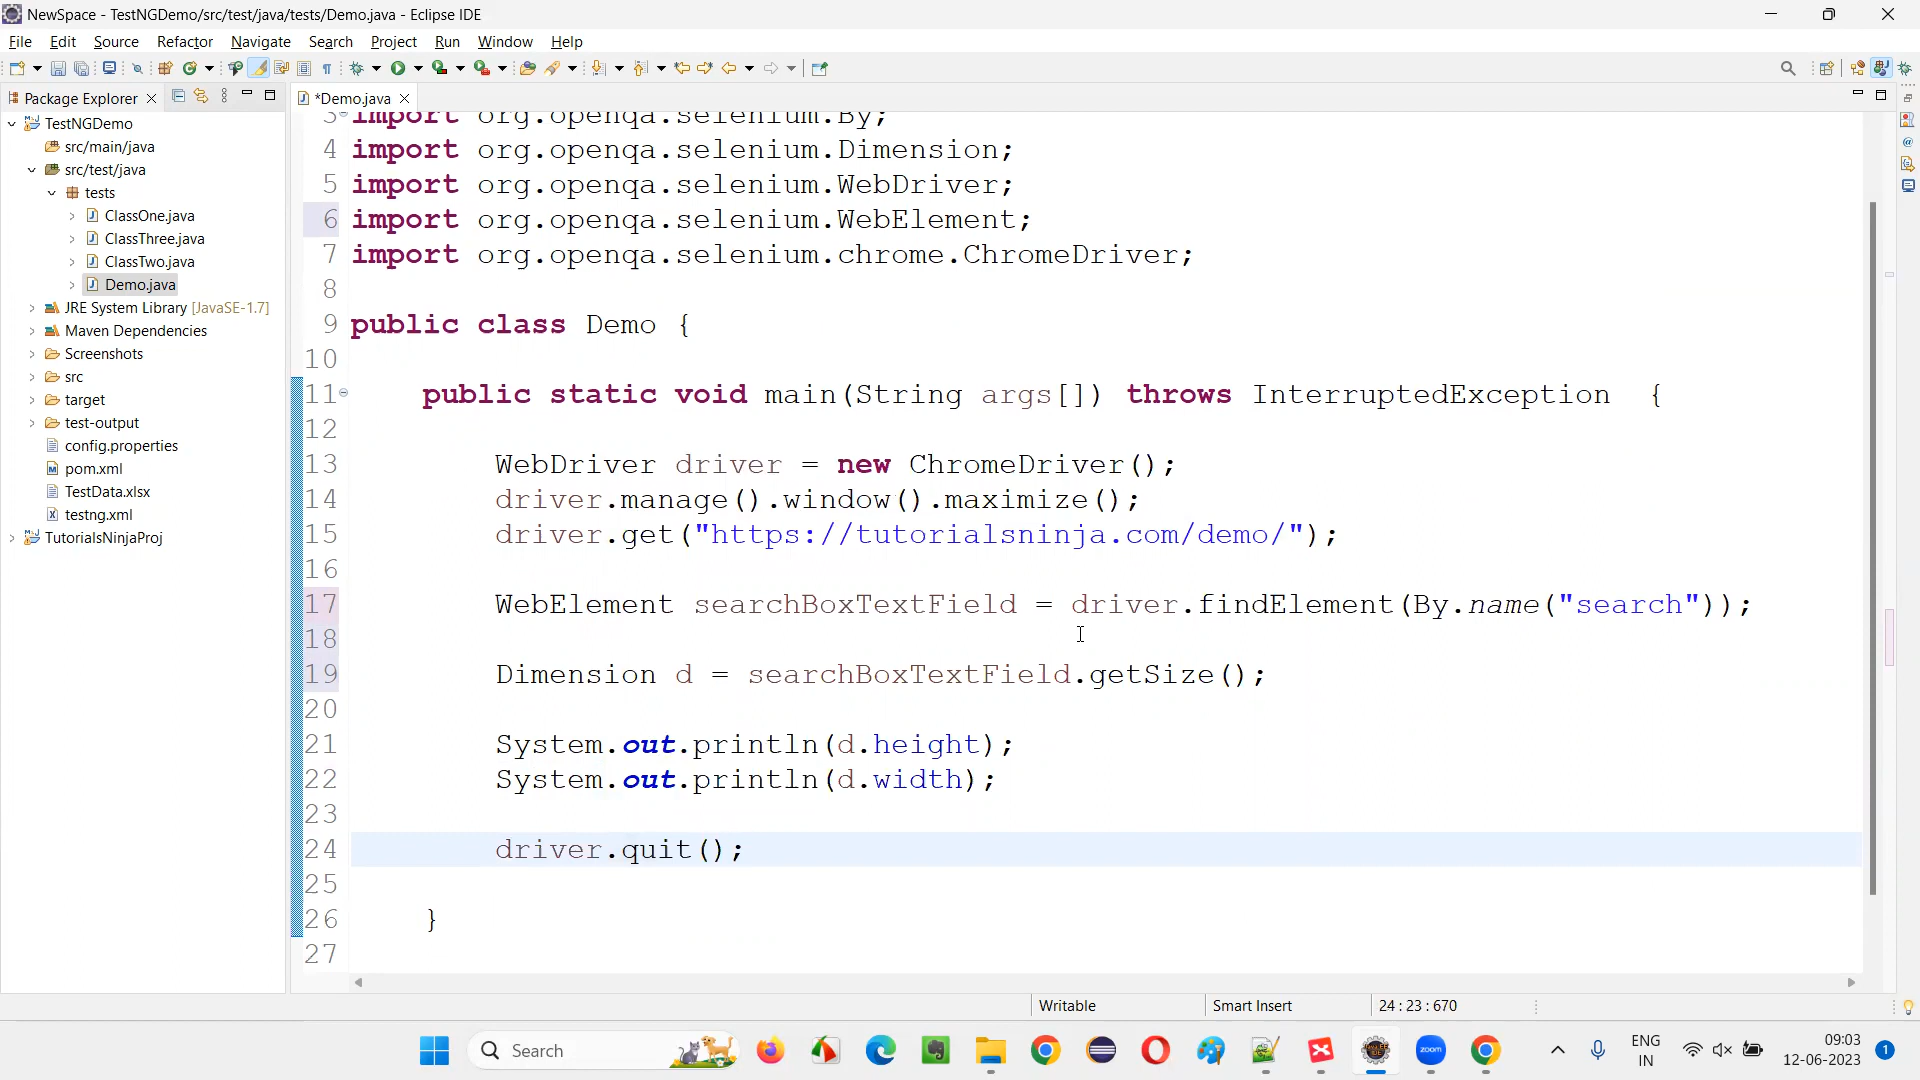 NewSpace - TestNGDemo/src/test/java/tests/Demo.java - Eclipse IDE
File Edit Source Refactor Navigate Search Project Run Window Help
Package Explorer
*Demo.java
TestNGDemo
src/main/java
src/test/java
tests
ClassOne.java
ClassThree.java
ClassTwo.java
Demo.java
JRE System Library [JavaSE-1.7]
Maven Dependencies
Screenshots
src
target
test-output
config.properties
pom.xml
TestData.xlsx
testng.xml
TutorialsNinjaProj
3 import org.openqa.selenium.By;
4 import org.openqa.selenium.Dimension;
5 import org.openqa.selenium.WebDriver;
6 import org.openqa.selenium.WebElement;
7 import org.openqa.selenium.chrome.ChromeDriver;
8
9 public class Demo {
10
11 public static void main(String args[]) throws InterruptedException {
12
13 WebDriver driver = new ChromeDriver();
14 driver.manage().window().maximize();
15 driver.get("https://tutorialsninja.com/demo/");
16
17 WebElement searchBoxTextField = driver.findElement(By.name("search"));
18
19 Dimension d = searchBoxTextField.getSize();
20
21 System.out.println(d.height);
22 System.out.println(d.width);
23
24 driver.quit();
25
26 }
27
Writable Smart Insert 24 : 23 : 670
Search
zoom
ENG
IN
09:03
12-06-2023
1